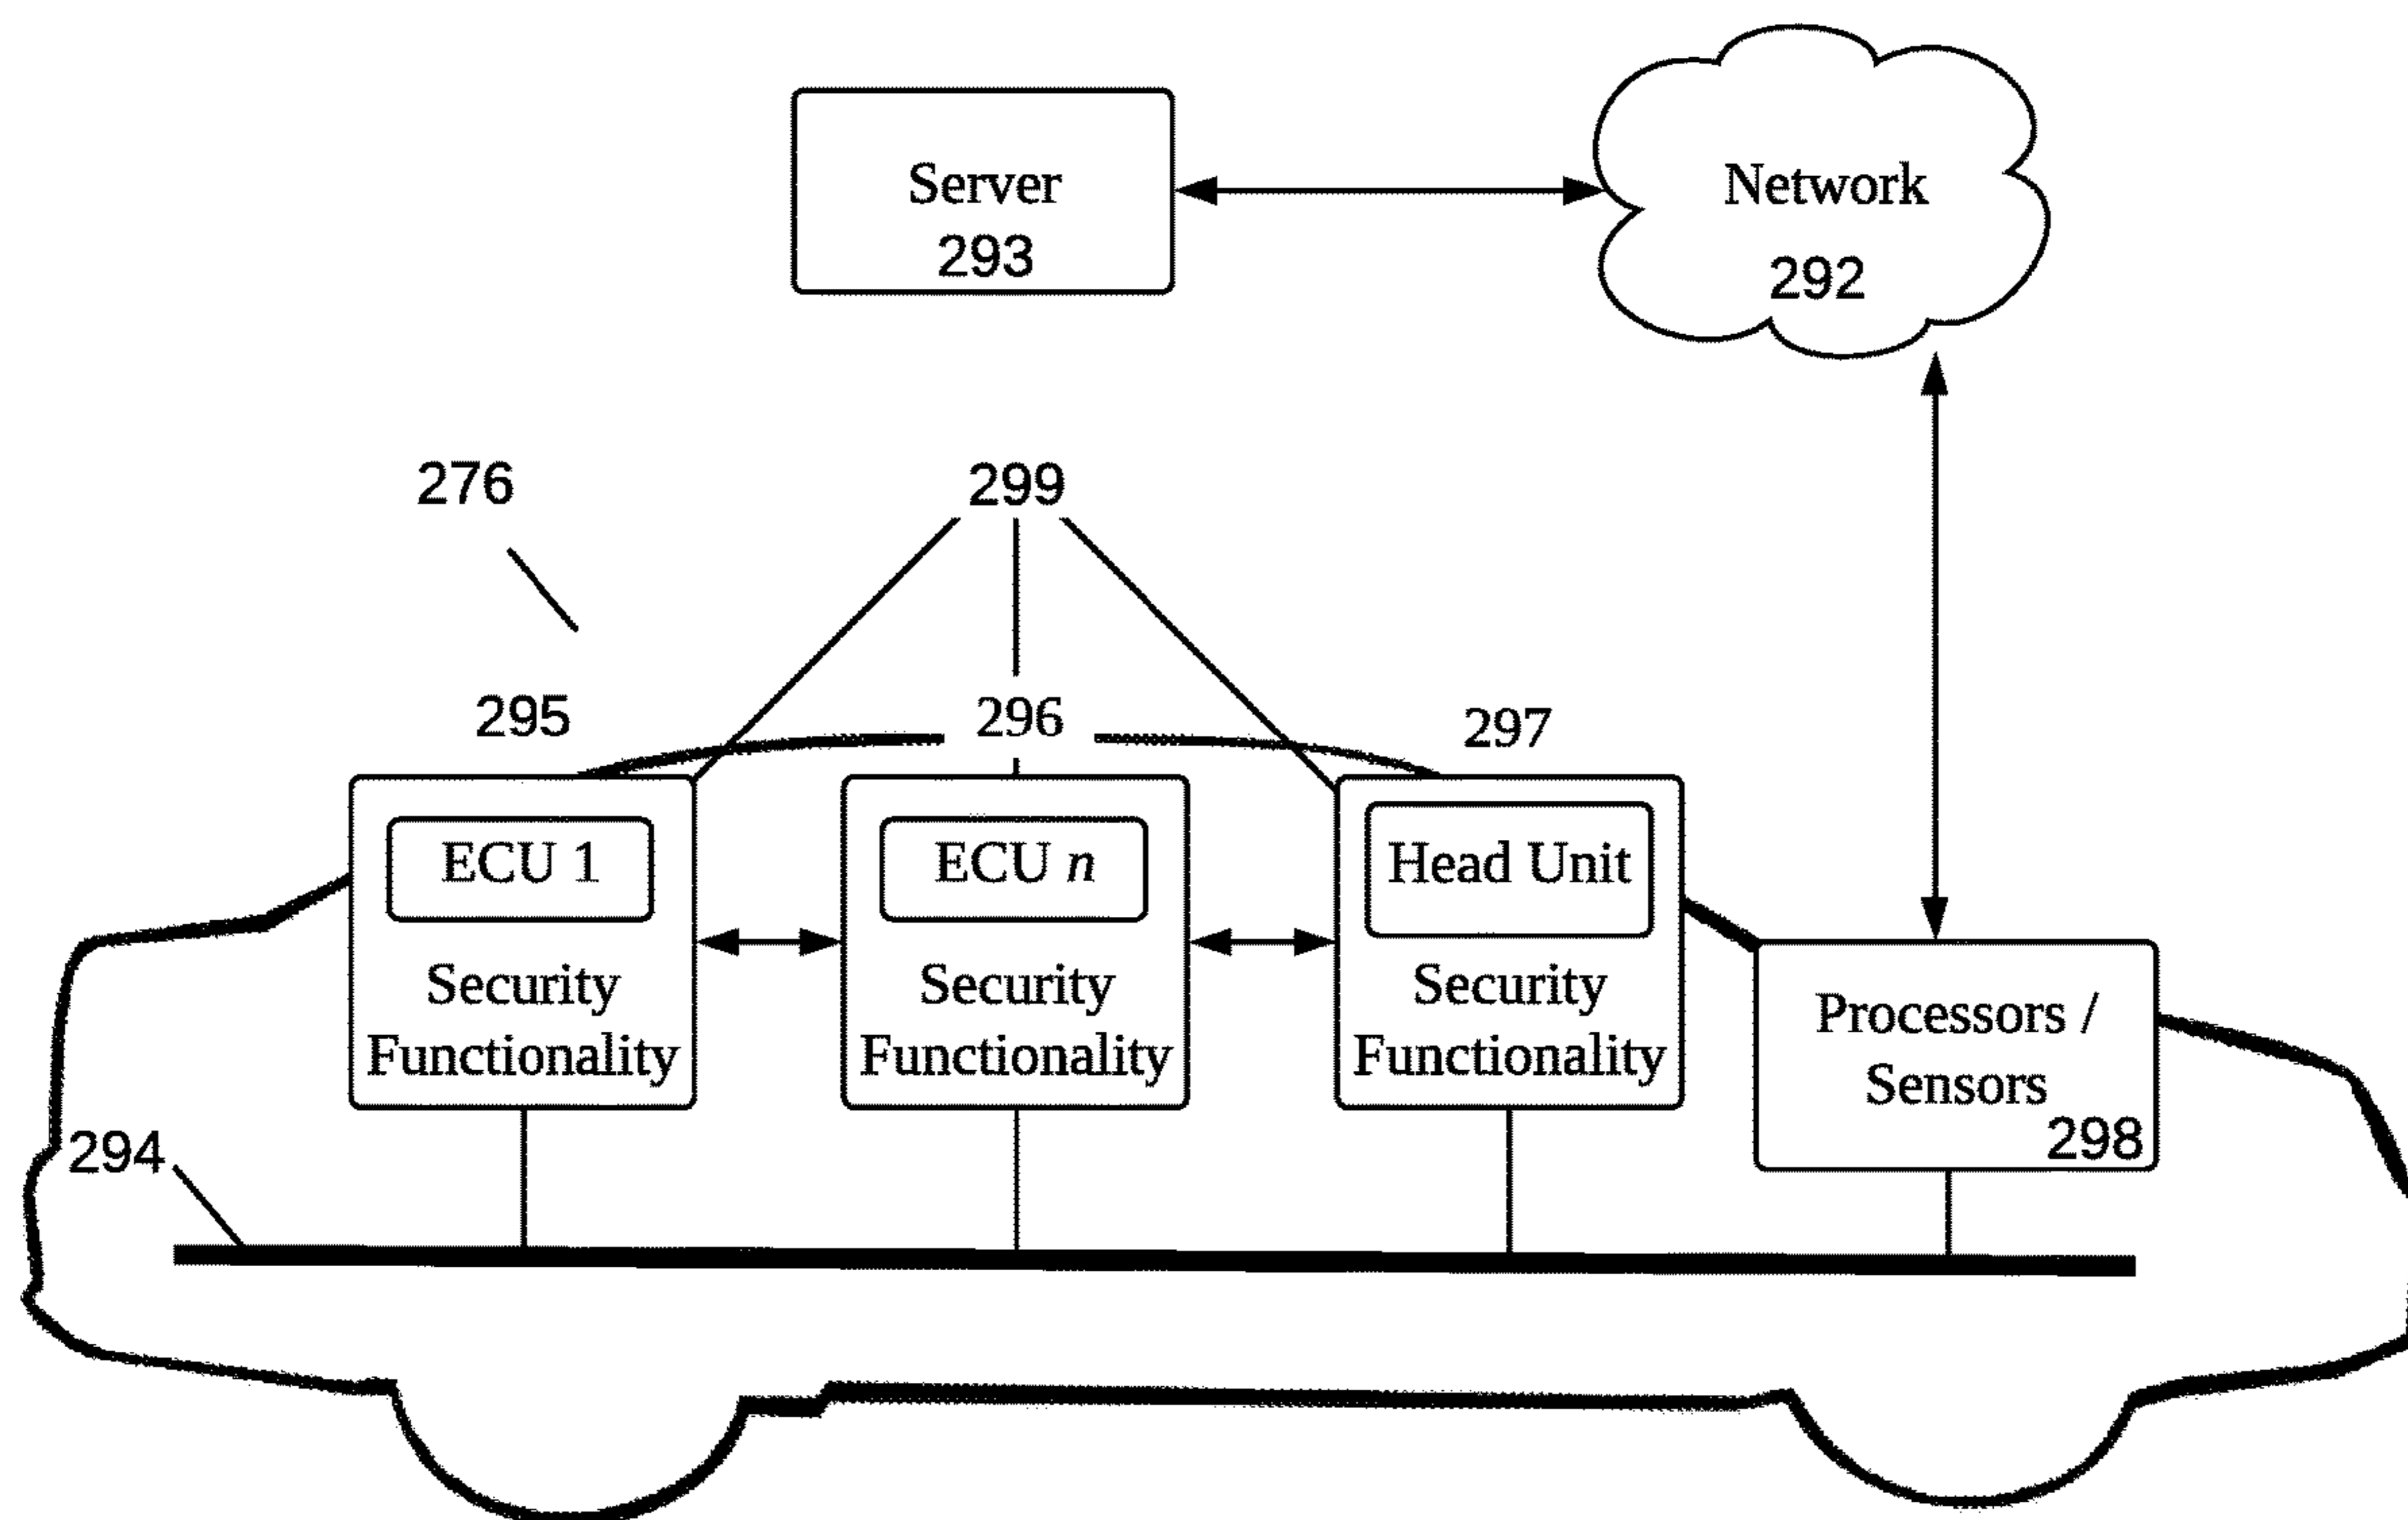 Server
293
Network
292
276
299
295
296
297
ECU 1
Security
Functionality
ECU n
Security
Functionality
Head Unit
Security
Functionality
Processors /
Sensors
298
294